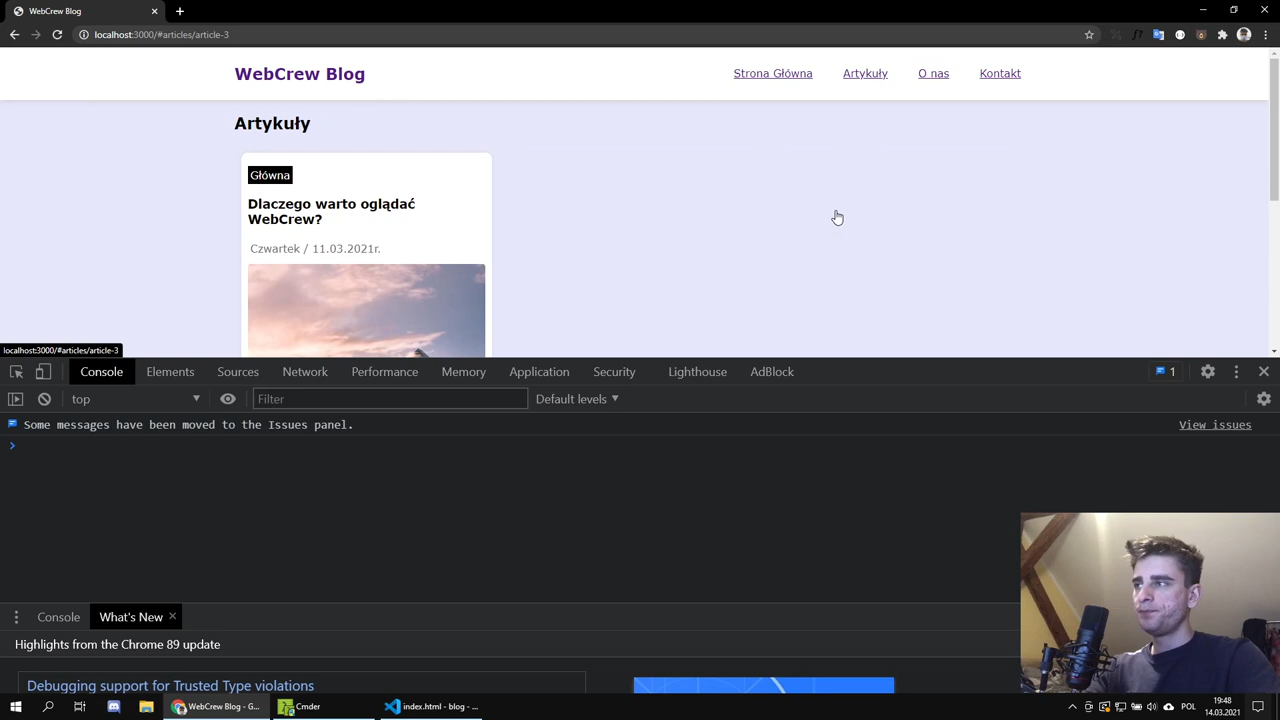 WebCrew Blog
localhost:3000/#articles/article-3
WebCrew Blog
Strona Główna
Artykuły
O nas
Kontakt
Artykuły
Główna
Dlaczego warto oglądać
WebCrew?
Czwartek / 11.03.2021r.
localhost:3000/#articles/article-3
Console
Elements
Sources
Network
Performance
Memory
Application
Security
Lighthouse
AdBlock
1
top
Filter
Default levels
Some messages have been moved to the Issues panel.
View issues
Console
What's New
Highlights from the Chrome 89 update
Debugging support for Trusted Type violations
WebCrew Blog - G...
Cmder
index.html - blog - ...
POL
19:48
14.03.2021